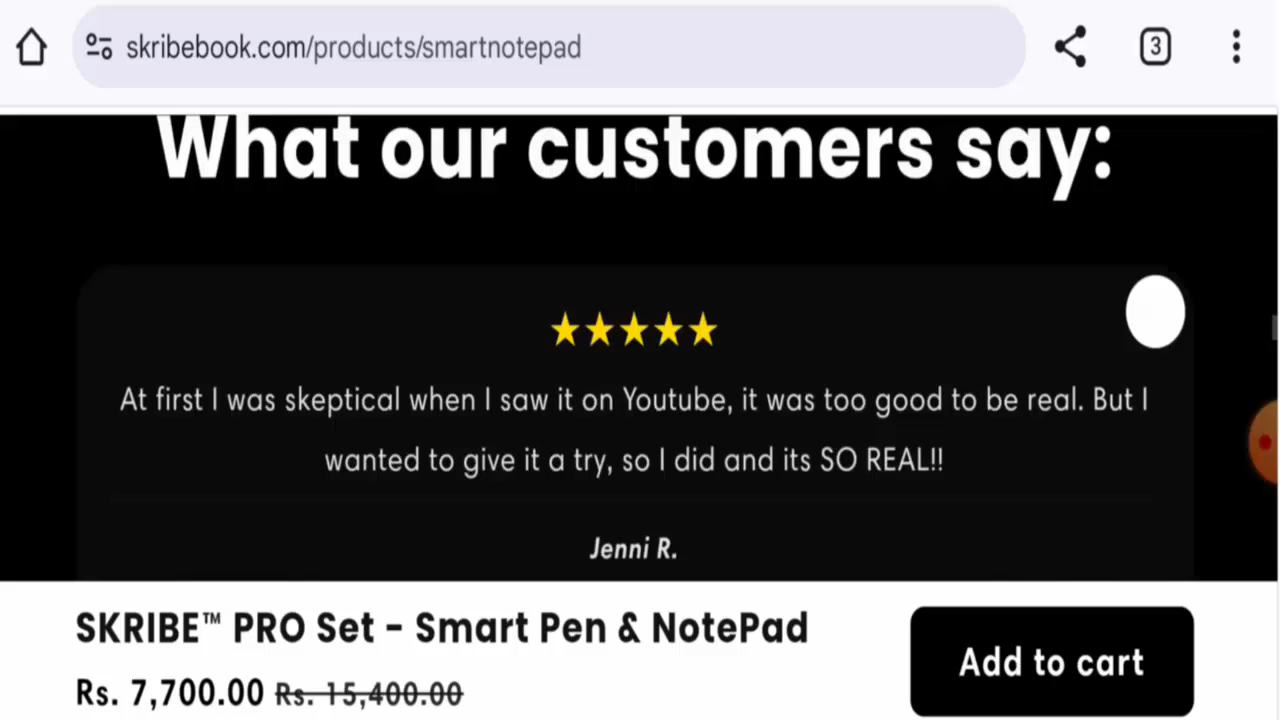 skribebook.com/products/smartnotepad
3
What our customers say:
★★★★★
At first I was skeptical when I saw it on Youtube, it was too good to be real. But I
wanted to give it a try, so I did and its SO REAL!!
Jenni R.
SKRIBE™ PRO Set - Smart Pen & NotePad
Rs. 7,700.00 Rs. 15,400.00
Add to cart